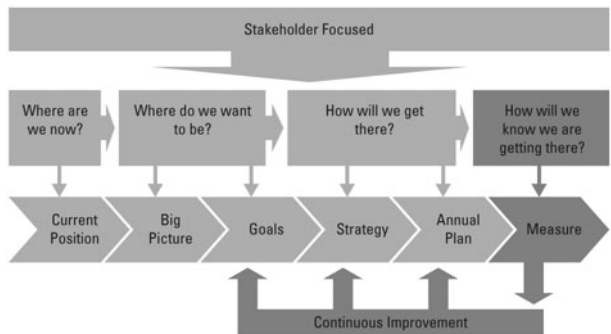 Stakeholder Focused
Where are
we now?
Where do we want
to be?
How will we get
there?
How will we
know we are
getting there?
Current
Position
Big
Picture
Goals
Strategy
Annual
Plan
Measure
Continuous Improvement